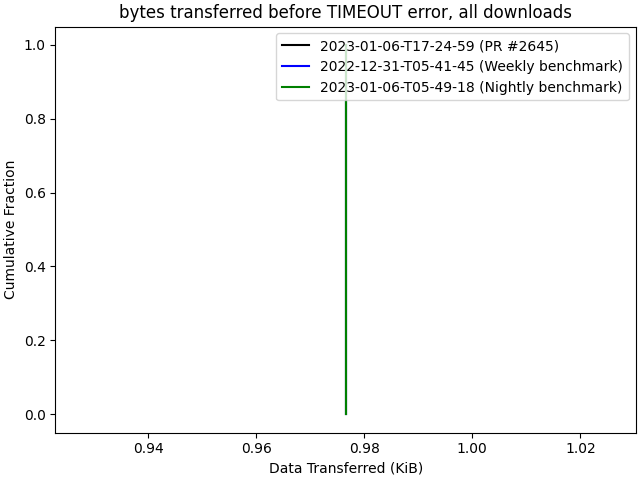 bytes transferred before TIMEOUT error, all downloads
2023-01-06-T17-24-59 (PR #2645)
2022-12-31-T05-41-45 (Weekly benchmark)
2023-01-06-T05-49-18 (Nightly benchmark)
Cumulative Fraction
1.0
0.8
0.6
0.4
0.2
0.0
0.94
0.96
0.98
1.00
1.02
Data Transferred (KiB)